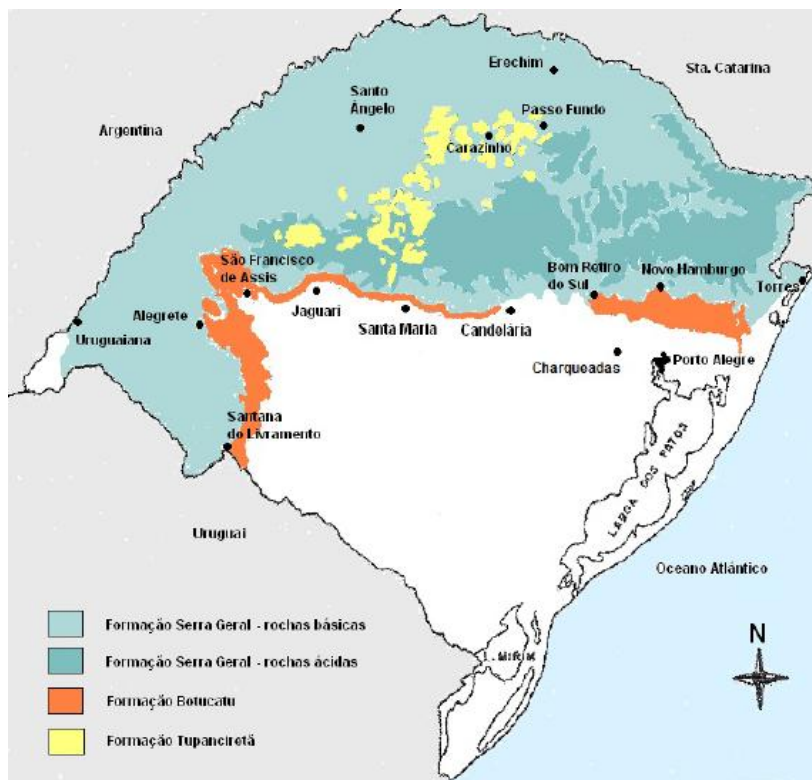 Erechim
Sta. Catarina
Santo
Ângelo
Passo Fundo
Argentina
Carazinho
São Francisco
de Assis
Bom Retiro
do Sul
Novo Hamburgo
Torres
Jaguari
Alegrete
Santa Maria
Candelária
Uruguaiana
Charqueadas
Porto Alegre
Santana
do Livramento
LAGOA DOS PATOS
Uruguai
Oceano Atlântico
Formação Serra Geral - rochas básicas
Formação Serra Geral - rochas ácidas
L. MIRIM
N
Formação Botucatu
Formação Tupanciretã